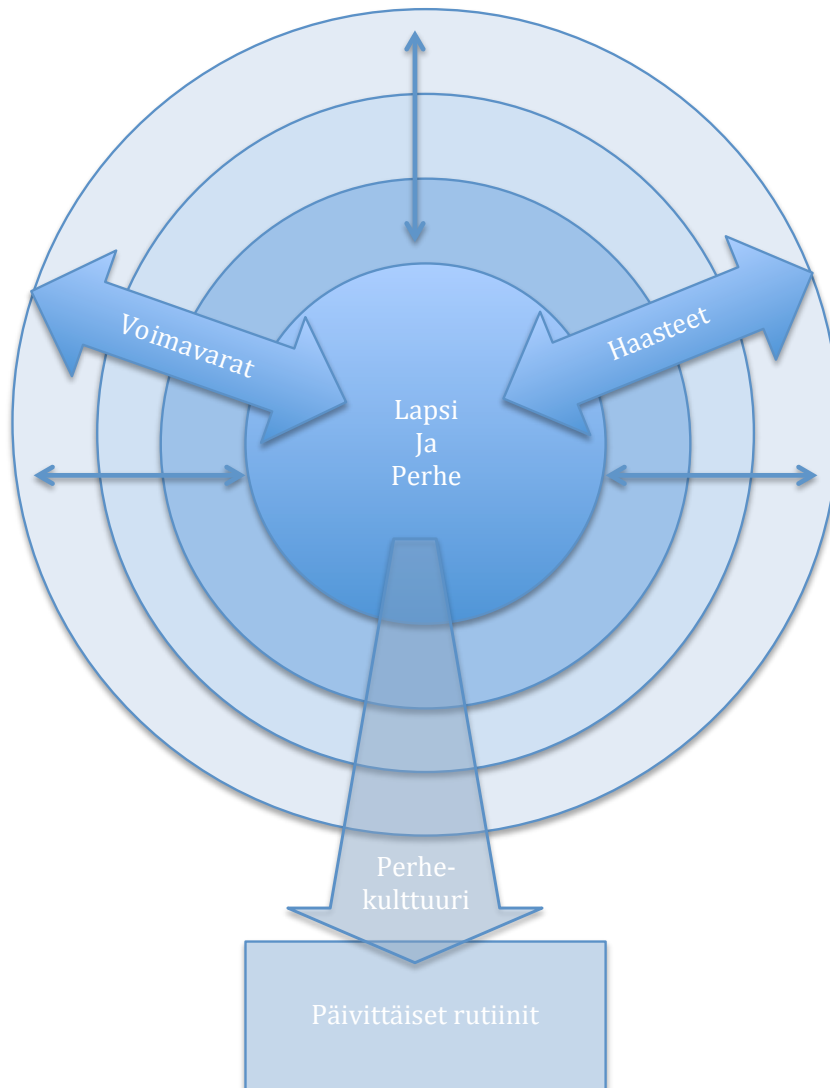 Voimavarat
Haasteet
Lapsi
Ja
Perhe
Perhe-
kulttuuri
Päivittäiset rutiinit